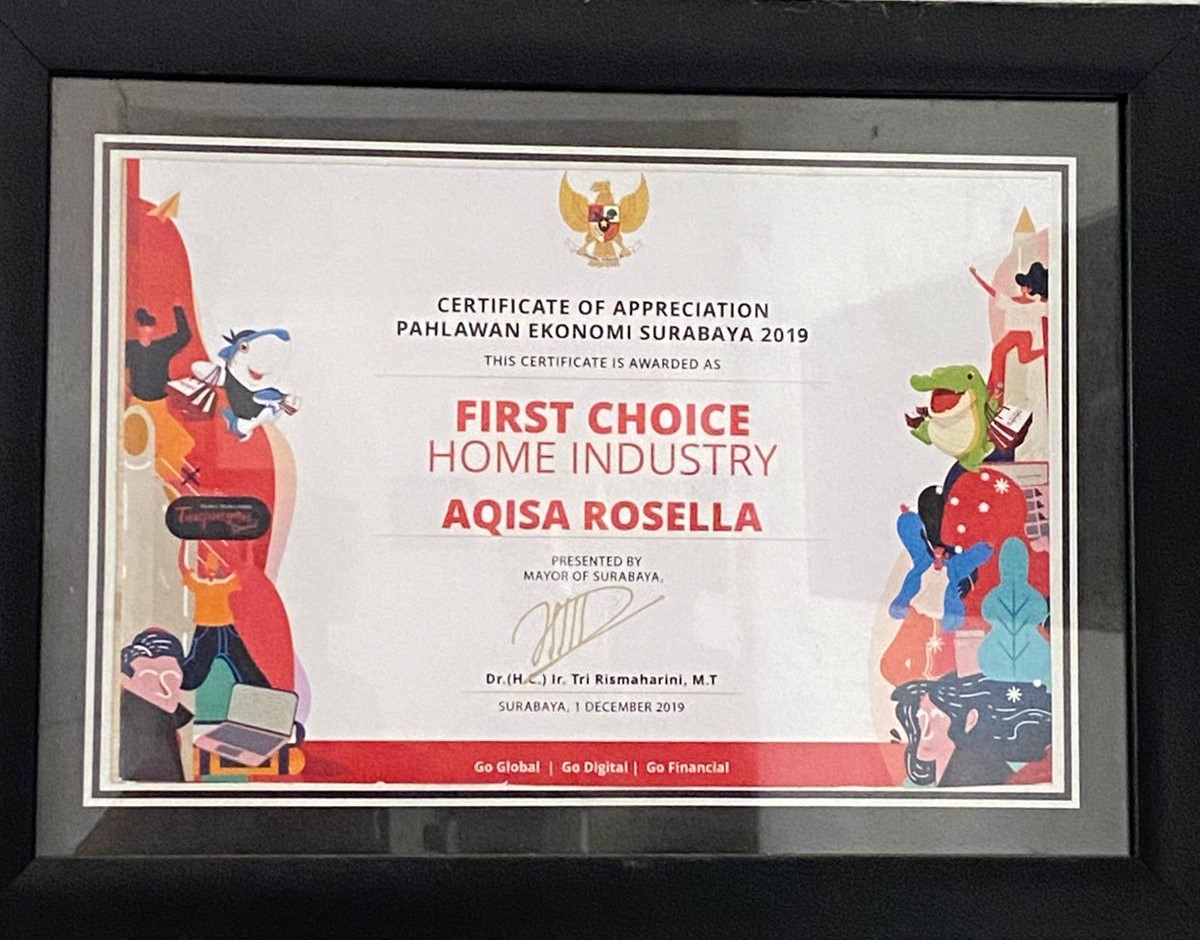 CERTIFICATE OF APPRECIATION
PAHLAWAN EKONOMI SURABAYA 2019
THIS CERTIFICATE IS AWARDED AS
FIRST CHOICE
HOME INDUSTRY
AQISA ROSELLA
PRESENTED BY
MAYOR OF SURABAYA,
Dr.(H.C.) Ir. Tri Rismaharini, M.T
SURABAYA, 1 DECEMBER 2019
Go Global | Go Digital | Go Financial